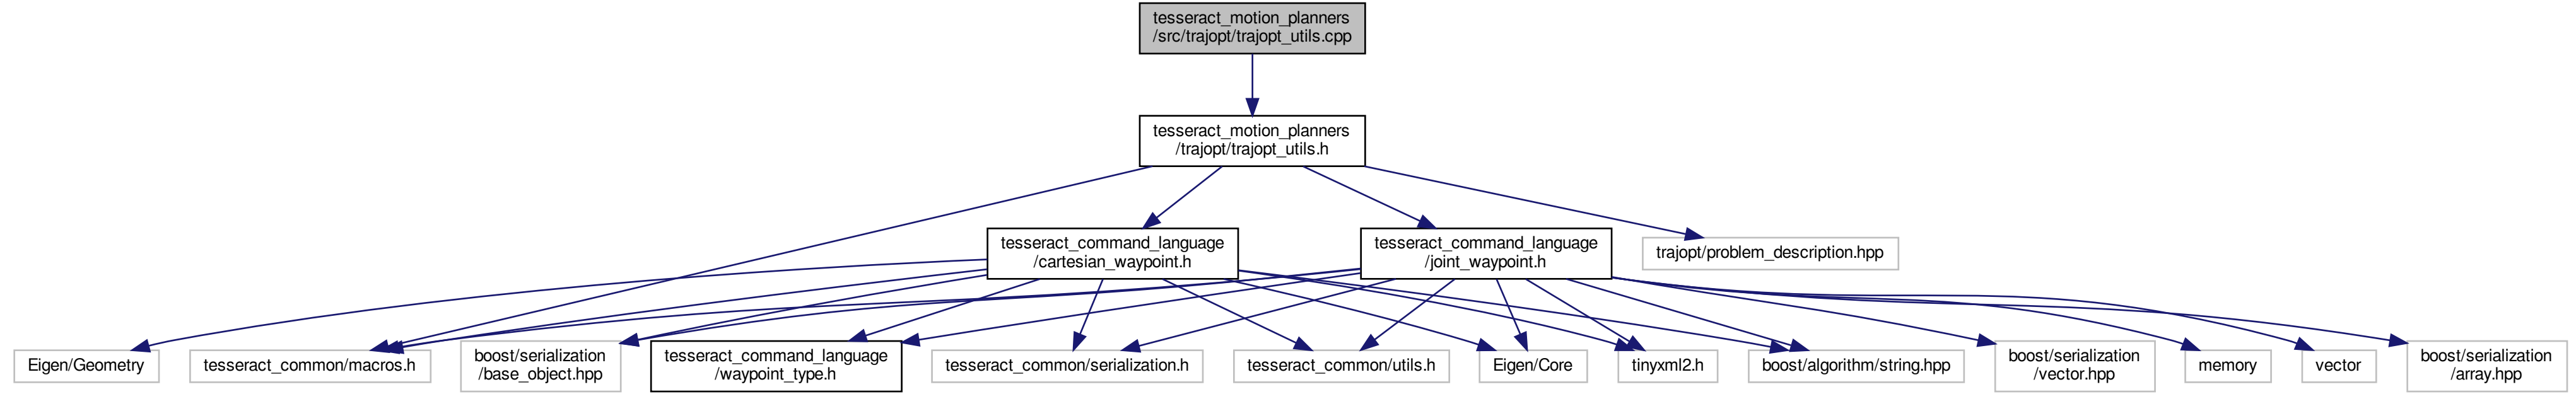 tesseract_motion_planners
/src/trajopt/trajopt_utils.cpp
tesseract_motion_planners
/trajopt/trajopt_utils.h
tesseract_command_language
/cartesian_waypoint.h
tesseract_command_language
/joint_waypoint.h
trajopt/problem_description.hpp
Eigen/Geometry
tesseract_common/macros.h
boost/serialization
/base_object.hpp
tesseract_command_language
/waypoint_type.h
tesseract_common/serialization.h
tesseract_common/utils.h
Eigen/Core
tinyxml2.h
boost/algorithm/string.hpp
boost/serialization
/vector.hpp
memory
vector
boost/serialization
/array.hpp